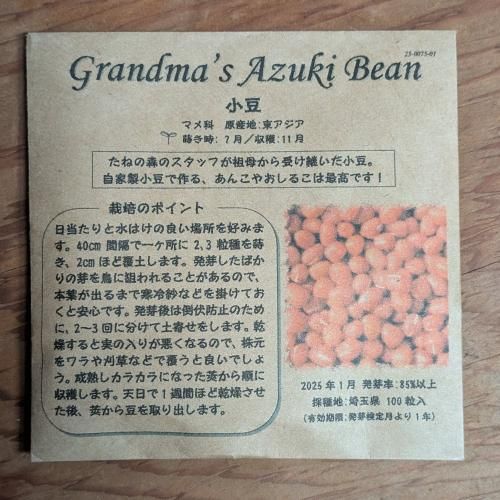 25-0075-01
Grandma's Azuki Bean
小豆
マメ科 原産地:東アジア
蒔き時: 7月/収穫:11月
たねの森のスタッフが祖母から受け継いだ小豆。
自家製小豆で作る、あんこやおしるこは最高です!
栽培のポイント
日当たりと水はけの良い場所を好みま
す。40cm 間隔で一ケ所に 2,3 粒種を蒔
き、2cm ほど覆土します。発芽したばか
りの芽を鳥に狙われることがあるので、
本葉が出るまで寒冷紗などを掛けてお
くと安心です。発芽後は倒伏防止のため
に、2〜3 回に分けて土寄せをします。乾
燥すると実の入りが悪くなるので、株元
をワラや刈草などで覆うと良いでしょ
う。成熟しカラカラになった莢から順に
収穫します。天日で1週間ほど乾燥させ
た後、莢から豆を取り出します。
2025年1月 発芽率:85%以上
採種地:埼玉県 100粒入
(有効期限:発芽検定月より1年)